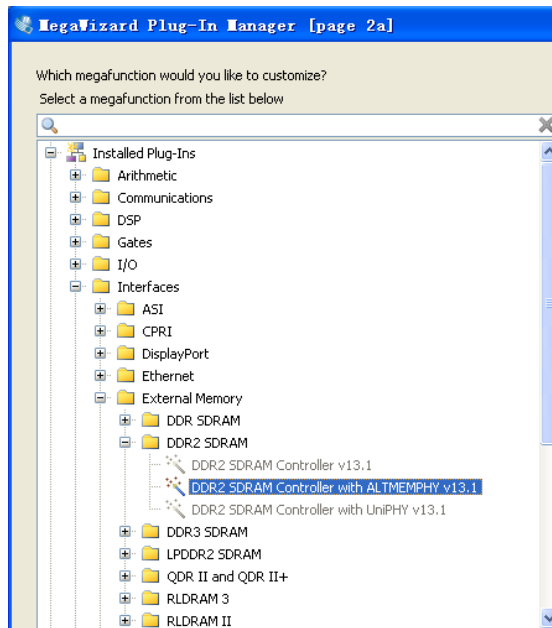 MegaWizard Plug-In Manager [page 2a]
Which megafunction would you like to customize?
Select a megafunction from the list below
Installed Plug-Ins
Arithmetic
Communications
DSP
Gates
I/O
Interfaces
ASI
CPRI
DisplayPort
Ethernet
External Memory
DDR SDRAM
DDR2 SDRAM
DDR2 SDRAM Controller v13.1
DDR2 SDRAM Controller with ALTMEMPHY v13.1
DDR2 SDRAM Controller with UniPHY v13.1
DDR3 SDRAM
LPDDR2 SDRAM
QDR II and QDR II+
RLDRAM 3
RLDRAM II